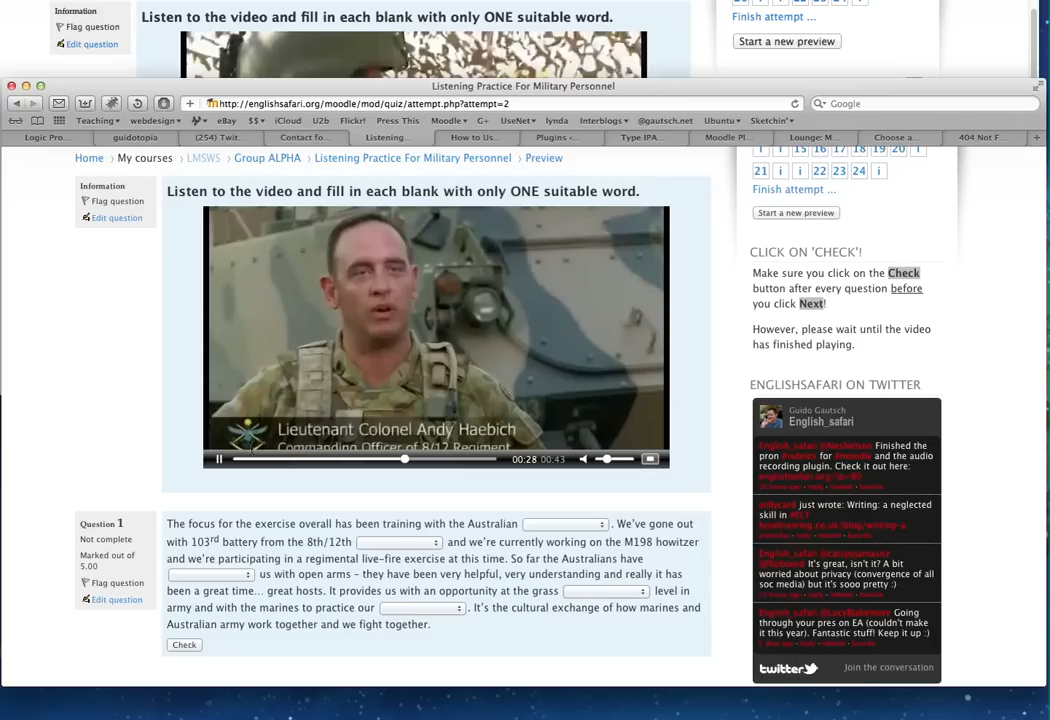 Information
Flag question
Edit question
Listen to the video and fill in each blank with only ONE suitable word.
Finish attempt ...
Start a new preview
Listening Practice For Military Personnel
http://englishsafari.org/moodle/mod/quiz/attempt.php?attempt=2
Google
Teaching webdesign eBay $$ iCloud U2b Flickr! Press This Moodle G+ UseNet lynda Interblogs @gautsch.net Ubuntu Sketchin'
Logic Pro... guidotopia (254) Twit... Contact fo... Listening... How to Us... Plugins ‹... Type IPA... Moodle Pl... Lounge: M... Choose a... 404 Not F...
Home › My courses › LMSWS › Group ALPHA › Listening Practice For Military Personnel › Preview
Information
Flag question
Edit question
Listen to the video and fill in each blank with only ONE suitable word.
Lieutenant Colonel Andy Haebich
Commanding Officer of 8/12 Regiment
00:28 00:43
Question 1
Not complete
Marked out of
5.00
Flag question
Edit question
The focus for the exercise overall has been training with the Australian . We've gone out
with 103rd battery from the 8th/12th and we're currently working on the M198 howitzer
and we're participating in a regimental live-fire exercise at this time. So far the Australians have
us with open arms – they have been very helpful, very understanding and really it has
been a great time... great hosts. It provides us with an opportunity at the grass level in
army and with the marines to practice our . It's the cultural exchange of how marines and
Australian army work together and we fight together.
Check
i i 15 16 17 18 19 20 i
21 i i 22 23 24 i
Finish attempt ...
Start a new preview
CLICK ON 'CHECK'!
Make sure you click on the Check
button after every question before
you click Next!
However, please wait until the video
has finished playing.
ENGLISHSAFARI ON TWITTER
Guido Gautsch
English_safari
Finished the
pron for and the audio
recording plugin. Check it out here:
just wrote: Writing: a neglected
skill in
It's great, isn't it? A bit
worried about privacy (convergence of all
soc media) but it's sooo pretty :)
Going
through your pres on EA (couldn't make
it this year). Fantastic stuff! Keep it up :)
twitter
Join the conversation